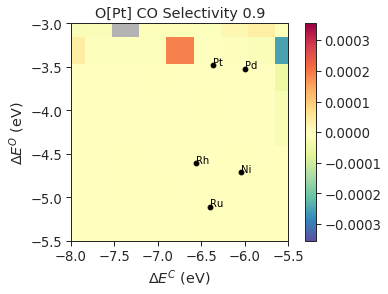 O[Pt] CO Selectivity 0.9
−3.0
−3.5
−4.0
−4.5
−5.0
−5.5
ΔE^O (eV)
Pt
Pd
Rh
Ni
Ru
−8.0 −7.5 −7.0 −6.5 −6.0 −5.5
ΔE^C (eV)
0.0003
0.0002
0.0001
0.0000
−0.0001
−0.0002
−0.0003